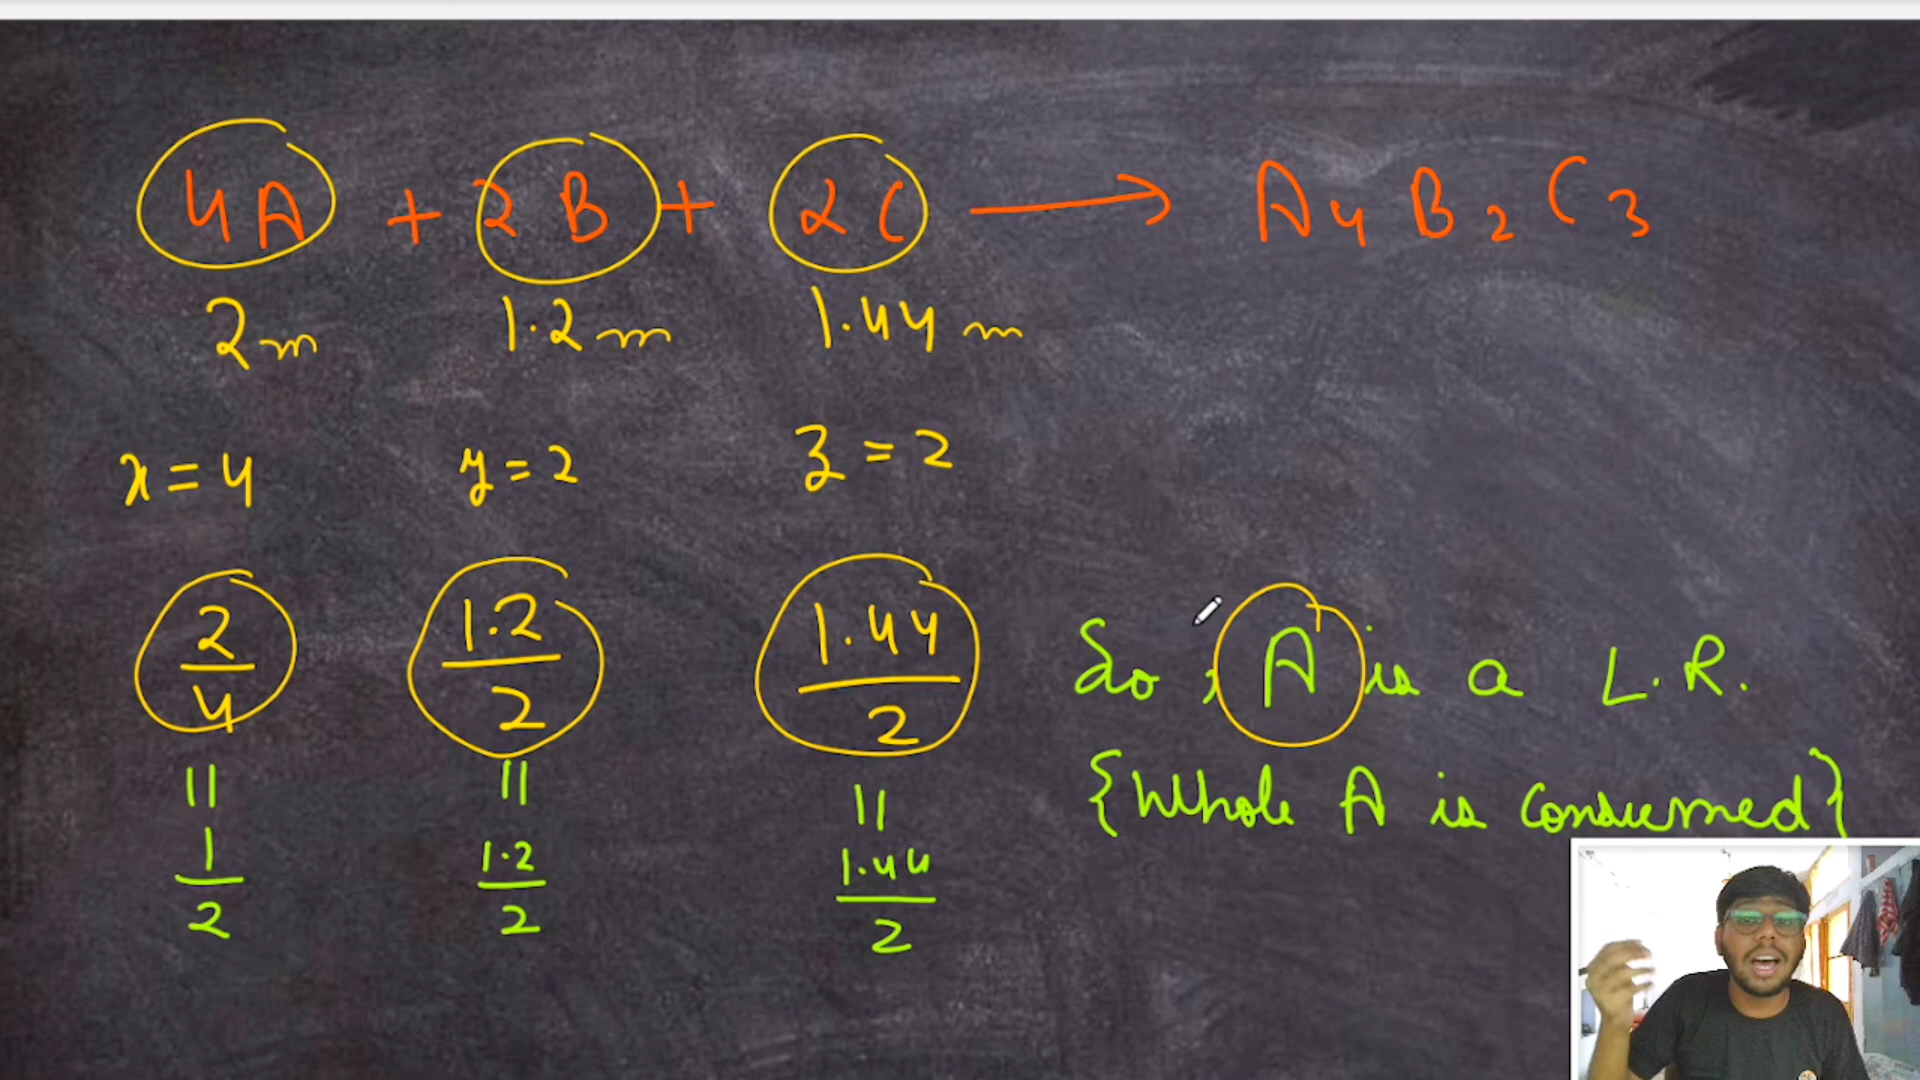 4A + 2B + 2C → A₄B₂C₃
2m 1.2m 1.44m
x = 4 y = 2 z = 2
2/4 1.2/2 1.44/2 So, A is a L.R.
|| || || {Whole A is consumed}
1/2 1.2/2 1.44/2